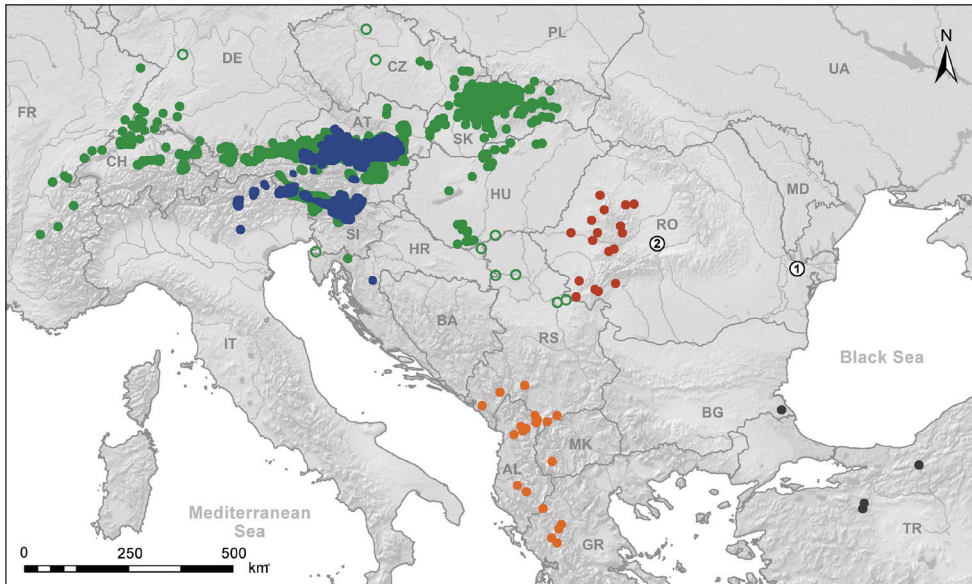 PL
N
DE
CZ
UA
FR
AT
SK
CH
MD
HU
RO
SI
2
HR
1
BA
RS
IT
Black Sea
BG
MK
AL
Mediterranean
Sea
TR
GR
0 250 500
km